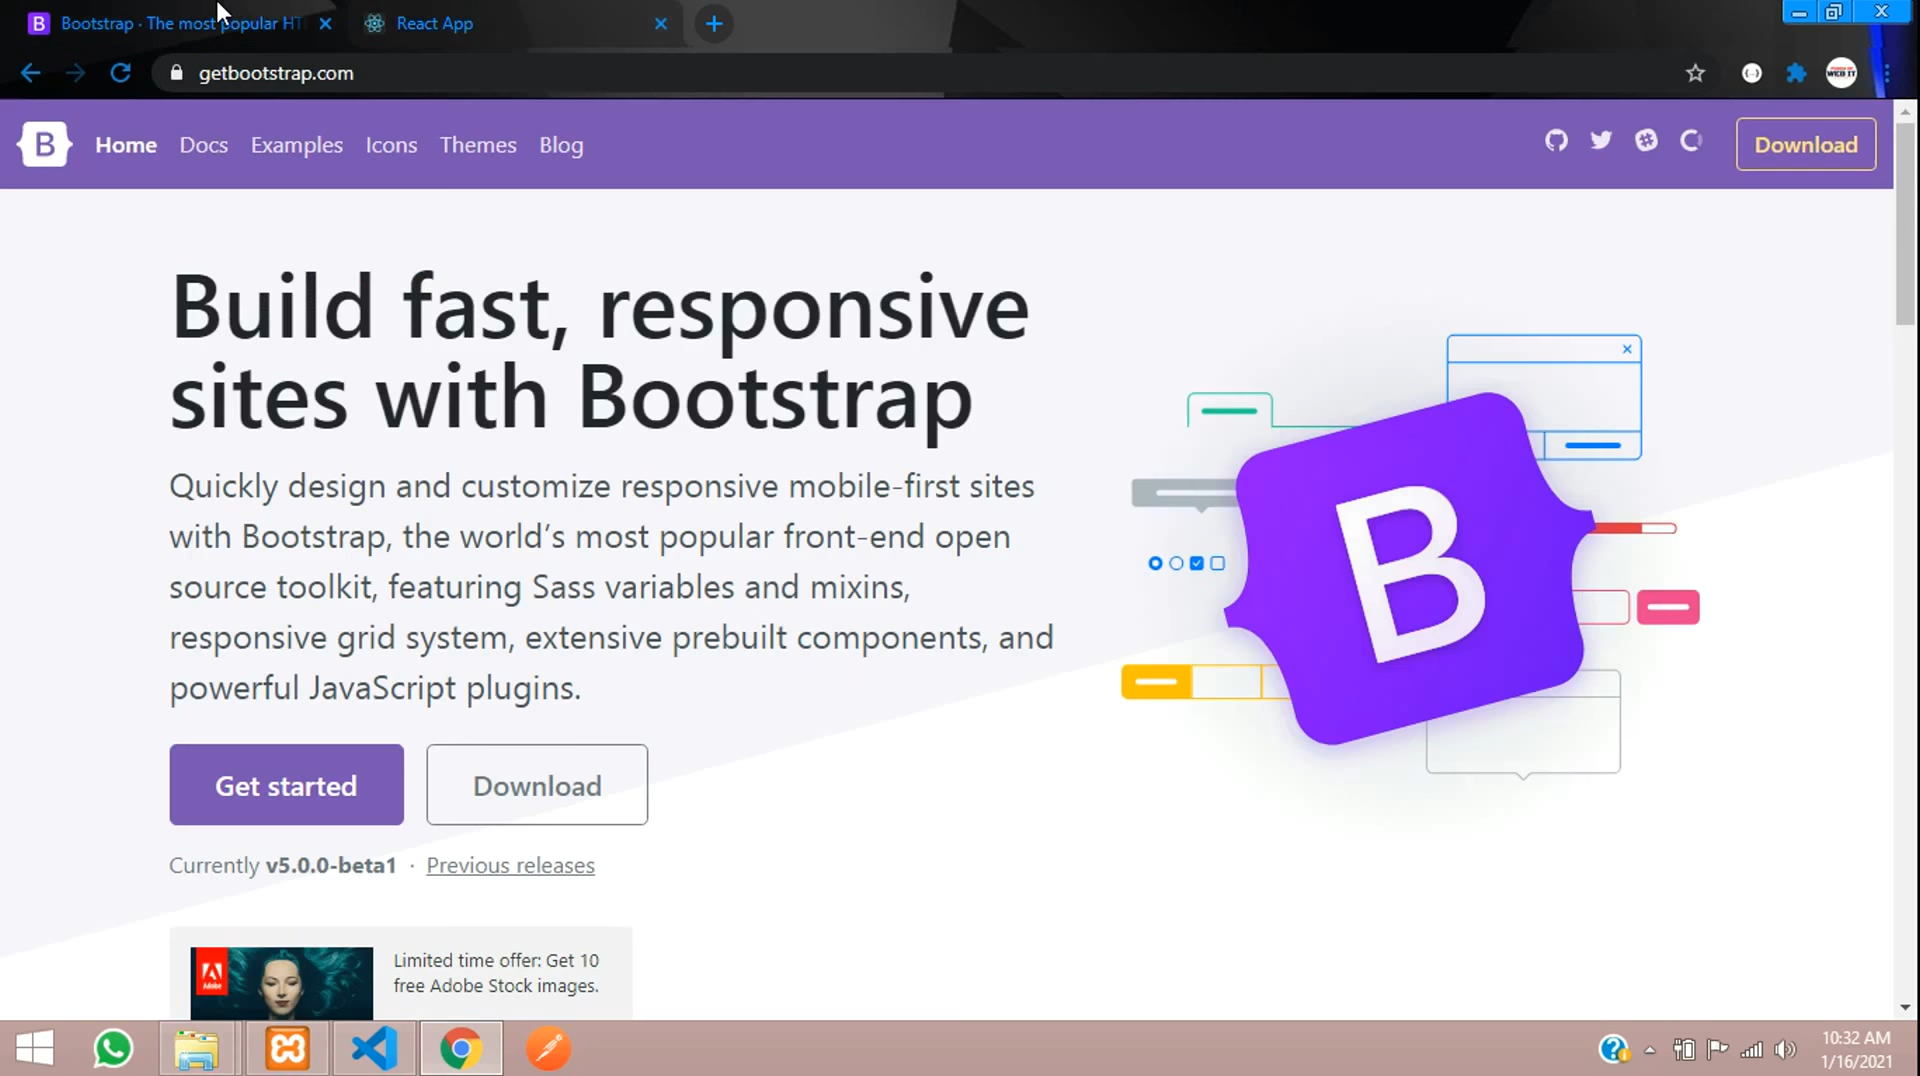 Bootstrap · The most popular HT
React App
getbootstrap.com
B
Home
Docs
Examples
Icons
Themes
Blog
Download
Build fast, responsive
sites with Bootstrap
Quickly design and customize responsive mobile-first sites
with Bootstrap, the world’s most popular front-end open
source toolkit, featuring Sass variables and mixins,
responsive grid system, extensive prebuilt components, and
powerful JavaScript plugins.
B
Get started
Download
Currently v5.0.0-beta1 · Previous releases
Adobe
Limited time offer: Get 10
free Adobe Stock images.
10:32 AM
1/16/2021